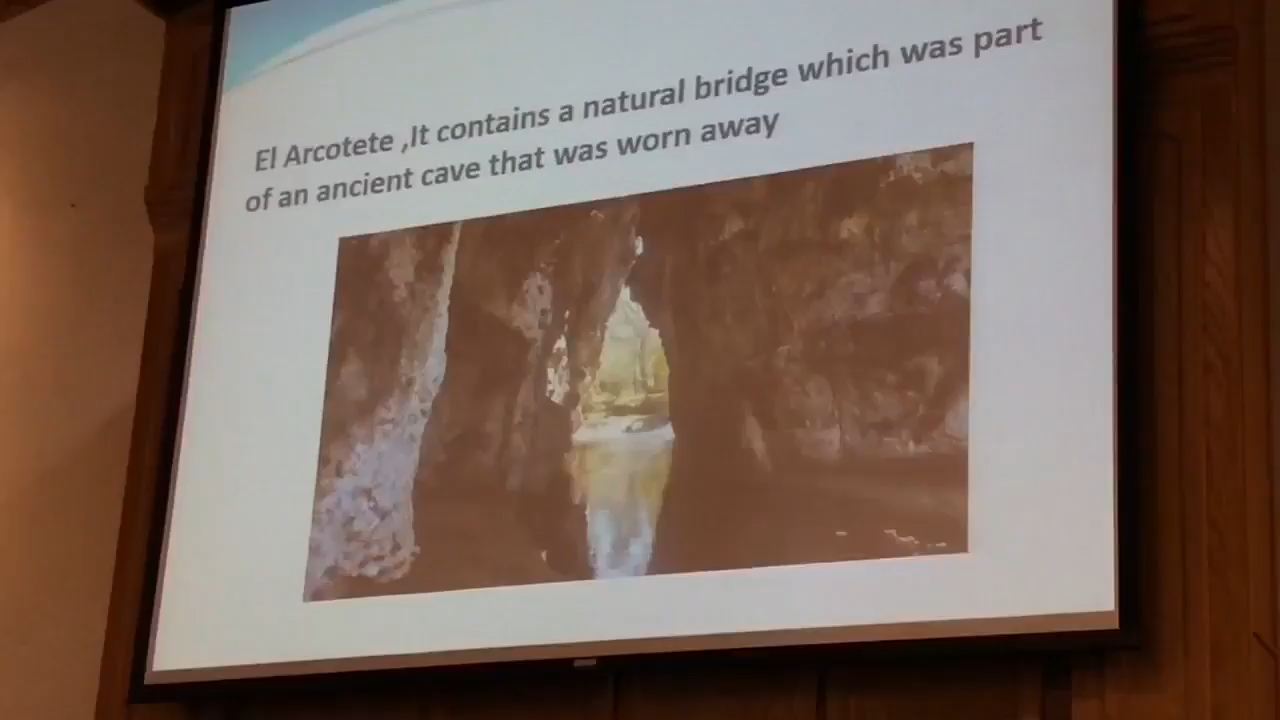 El Arcotete ,It contains a natural bridge which was part
of an ancient cave that was worn away